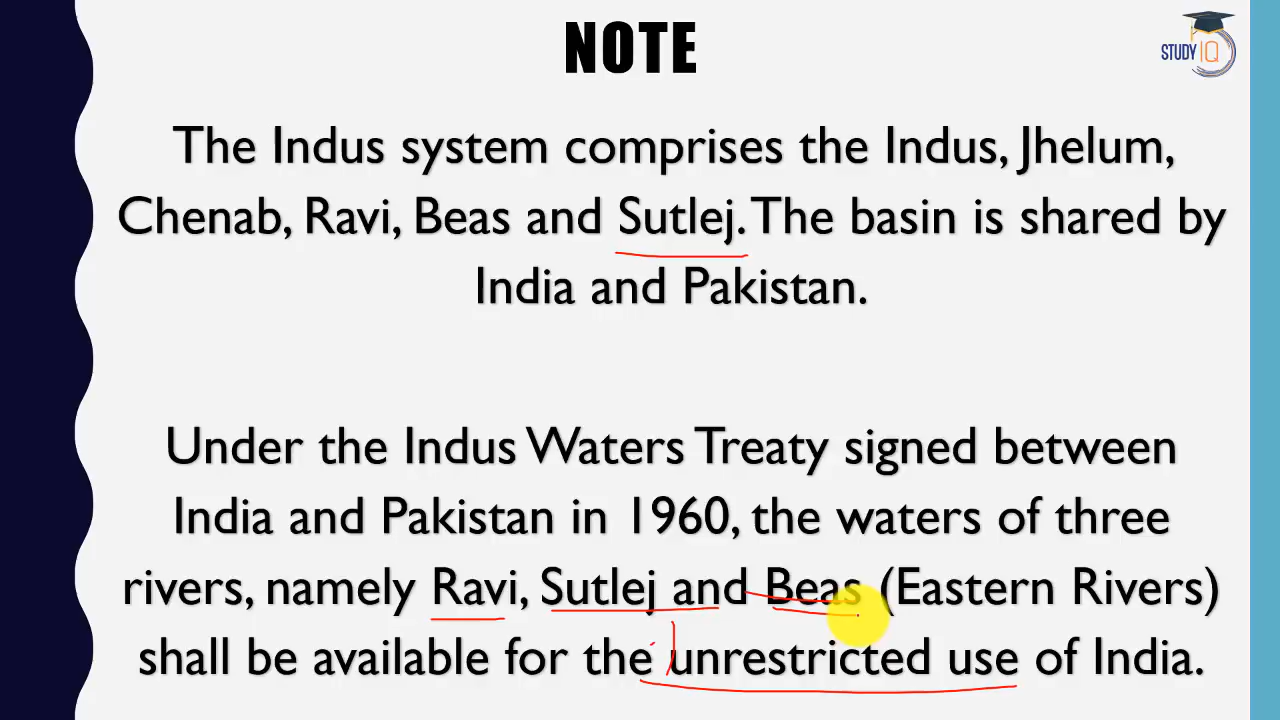 NOTE
STUDY IQ
The Indus system comprises the Indus, Jhelum,
Chenab, Ravi, Beas and Sutlej. The basin is shared by
India and Pakistan.
Under the Indus Waters Treaty signed between
India and Pakistan in 1960, the waters of three
rivers, namely Ravi, Sutlej and Beas (Eastern Rivers)
shall be available for the unrestricted use of India.